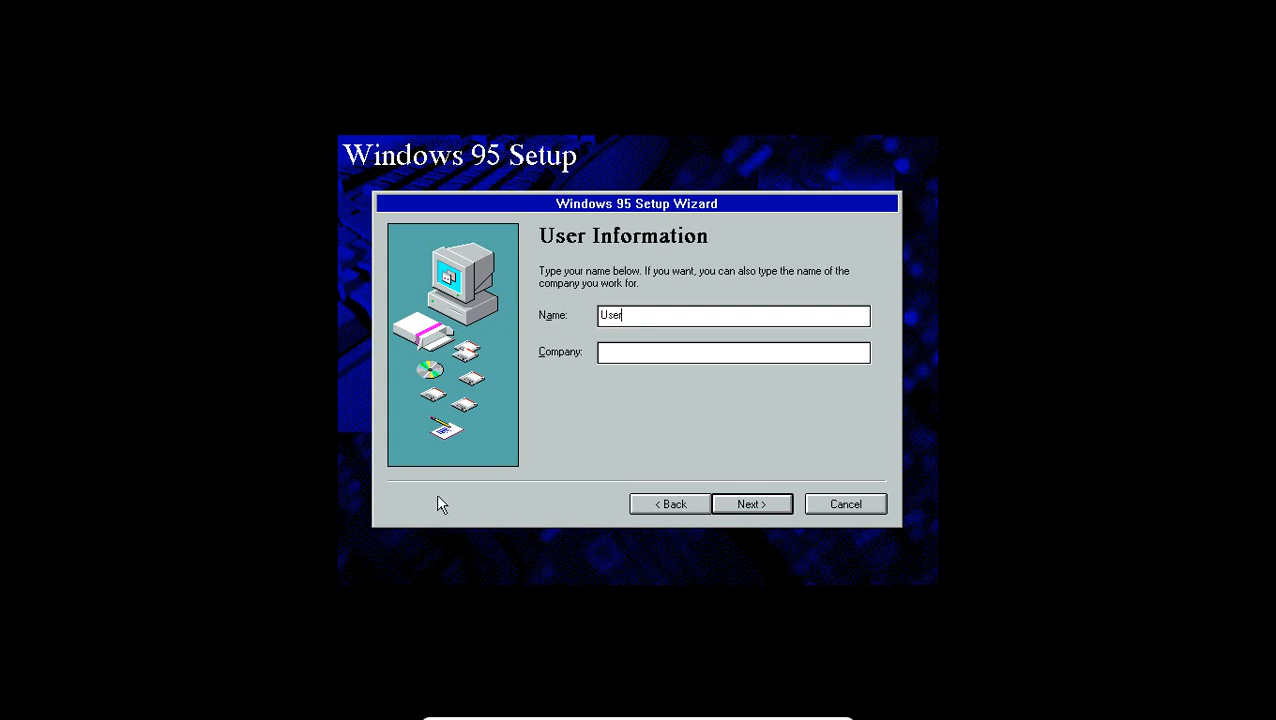 Windows 95 Setup
Windows 95 Setup Wizard
User Information
Type your name below. If you want, you can also type the name of the
company you work for.
Name: User
Company:
< Back Next > Cancel